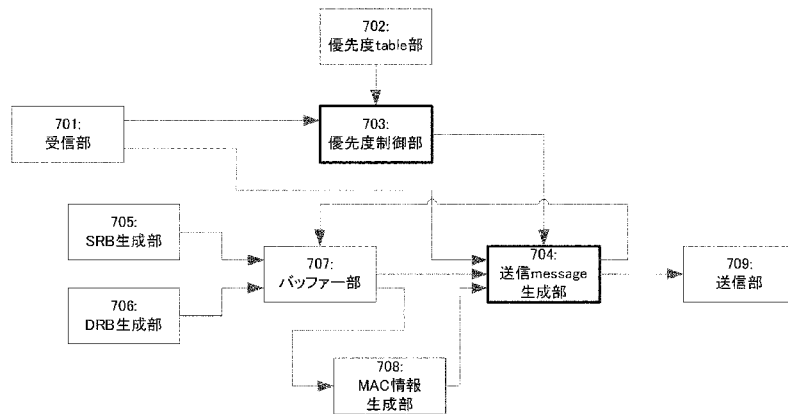 702:
優先度table部
701:
受信部
703:
優先度制御部
705:
SRB生成部
707:
バッファー部
704:
送信message
生成部
709:
送信部
706:
DRB生成部
708:
MAC情報
生成部